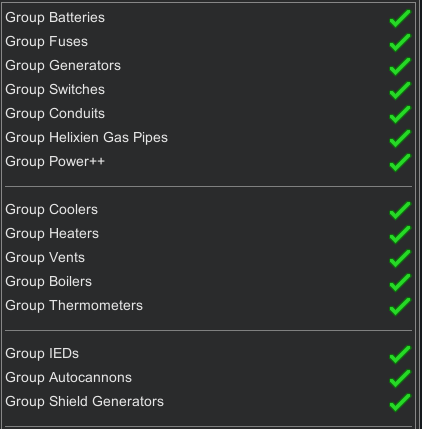 Group Batteries
Group Fuses
Group Generators
Group Switches
Group Conduits
Group Helixien Gas Pipes
Group Power++
Group Coolers
Group Heaters
Group Vents
Group Boilers
Group Thermometers
Group IEDs
Group Autocannons
Group Shield Generators